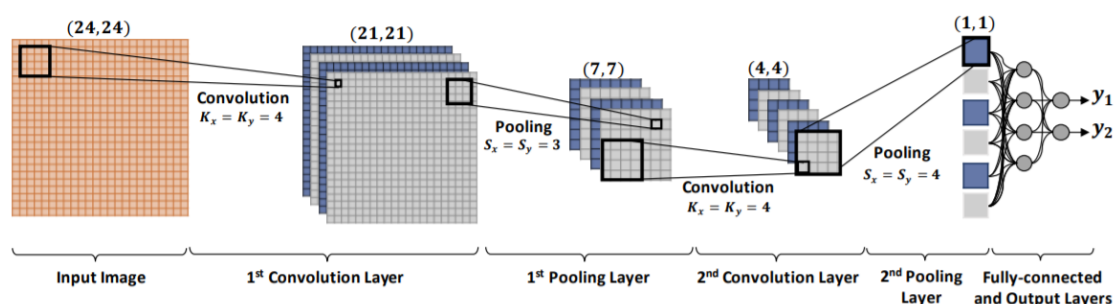 (24,24)
(21,21)
(7,7)
(4,4)
(1,1)
Convolution
K_x = K_y = 4
Pooling
S_x = S_y = 3
Convolution
K_x = K_y = 4
Pooling
S_x = S_y = 4
y_1
y_2
Input Image
1st Convolution Layer
1st Pooling Layer
2nd Convolution Layer
2nd Pooling
Layer
Fully-connected
and Output Layers